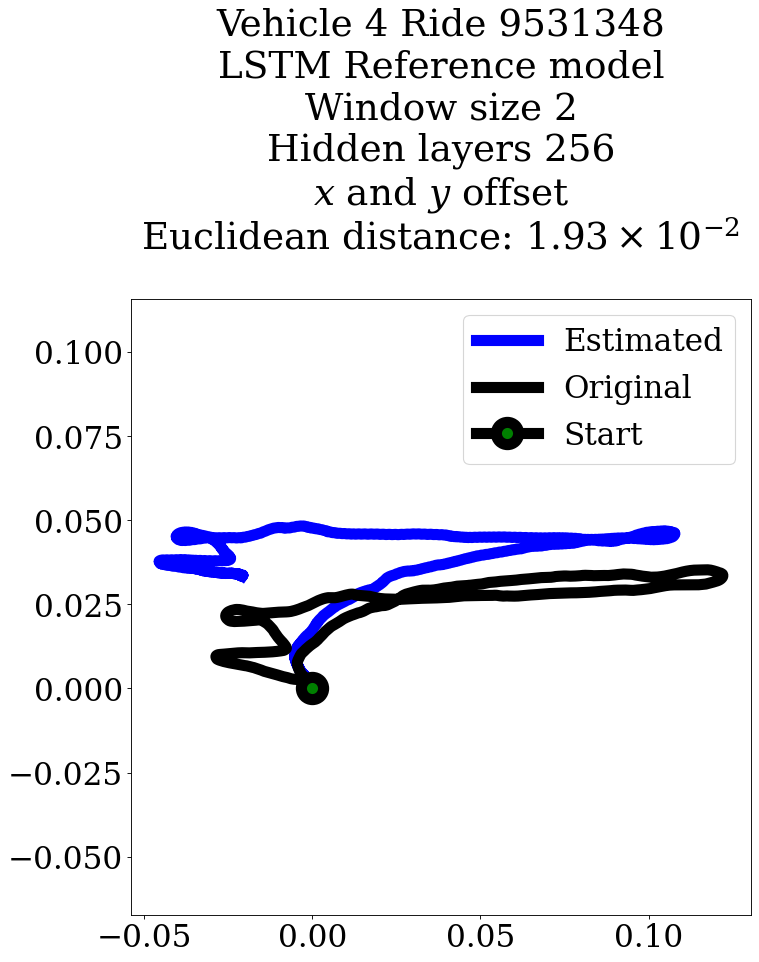 Vehicle 4 Ride 9531348
LSTM Reference model
Window size 2
Hidden layers 256
x and y offset
Euclidean distance: 1.93 × 10⁻²
Estimated
Original
Start
0.100
0.075
0.050
0.025
0.000
−0.025
−0.050
−0.05 0.00 0.05 0.10